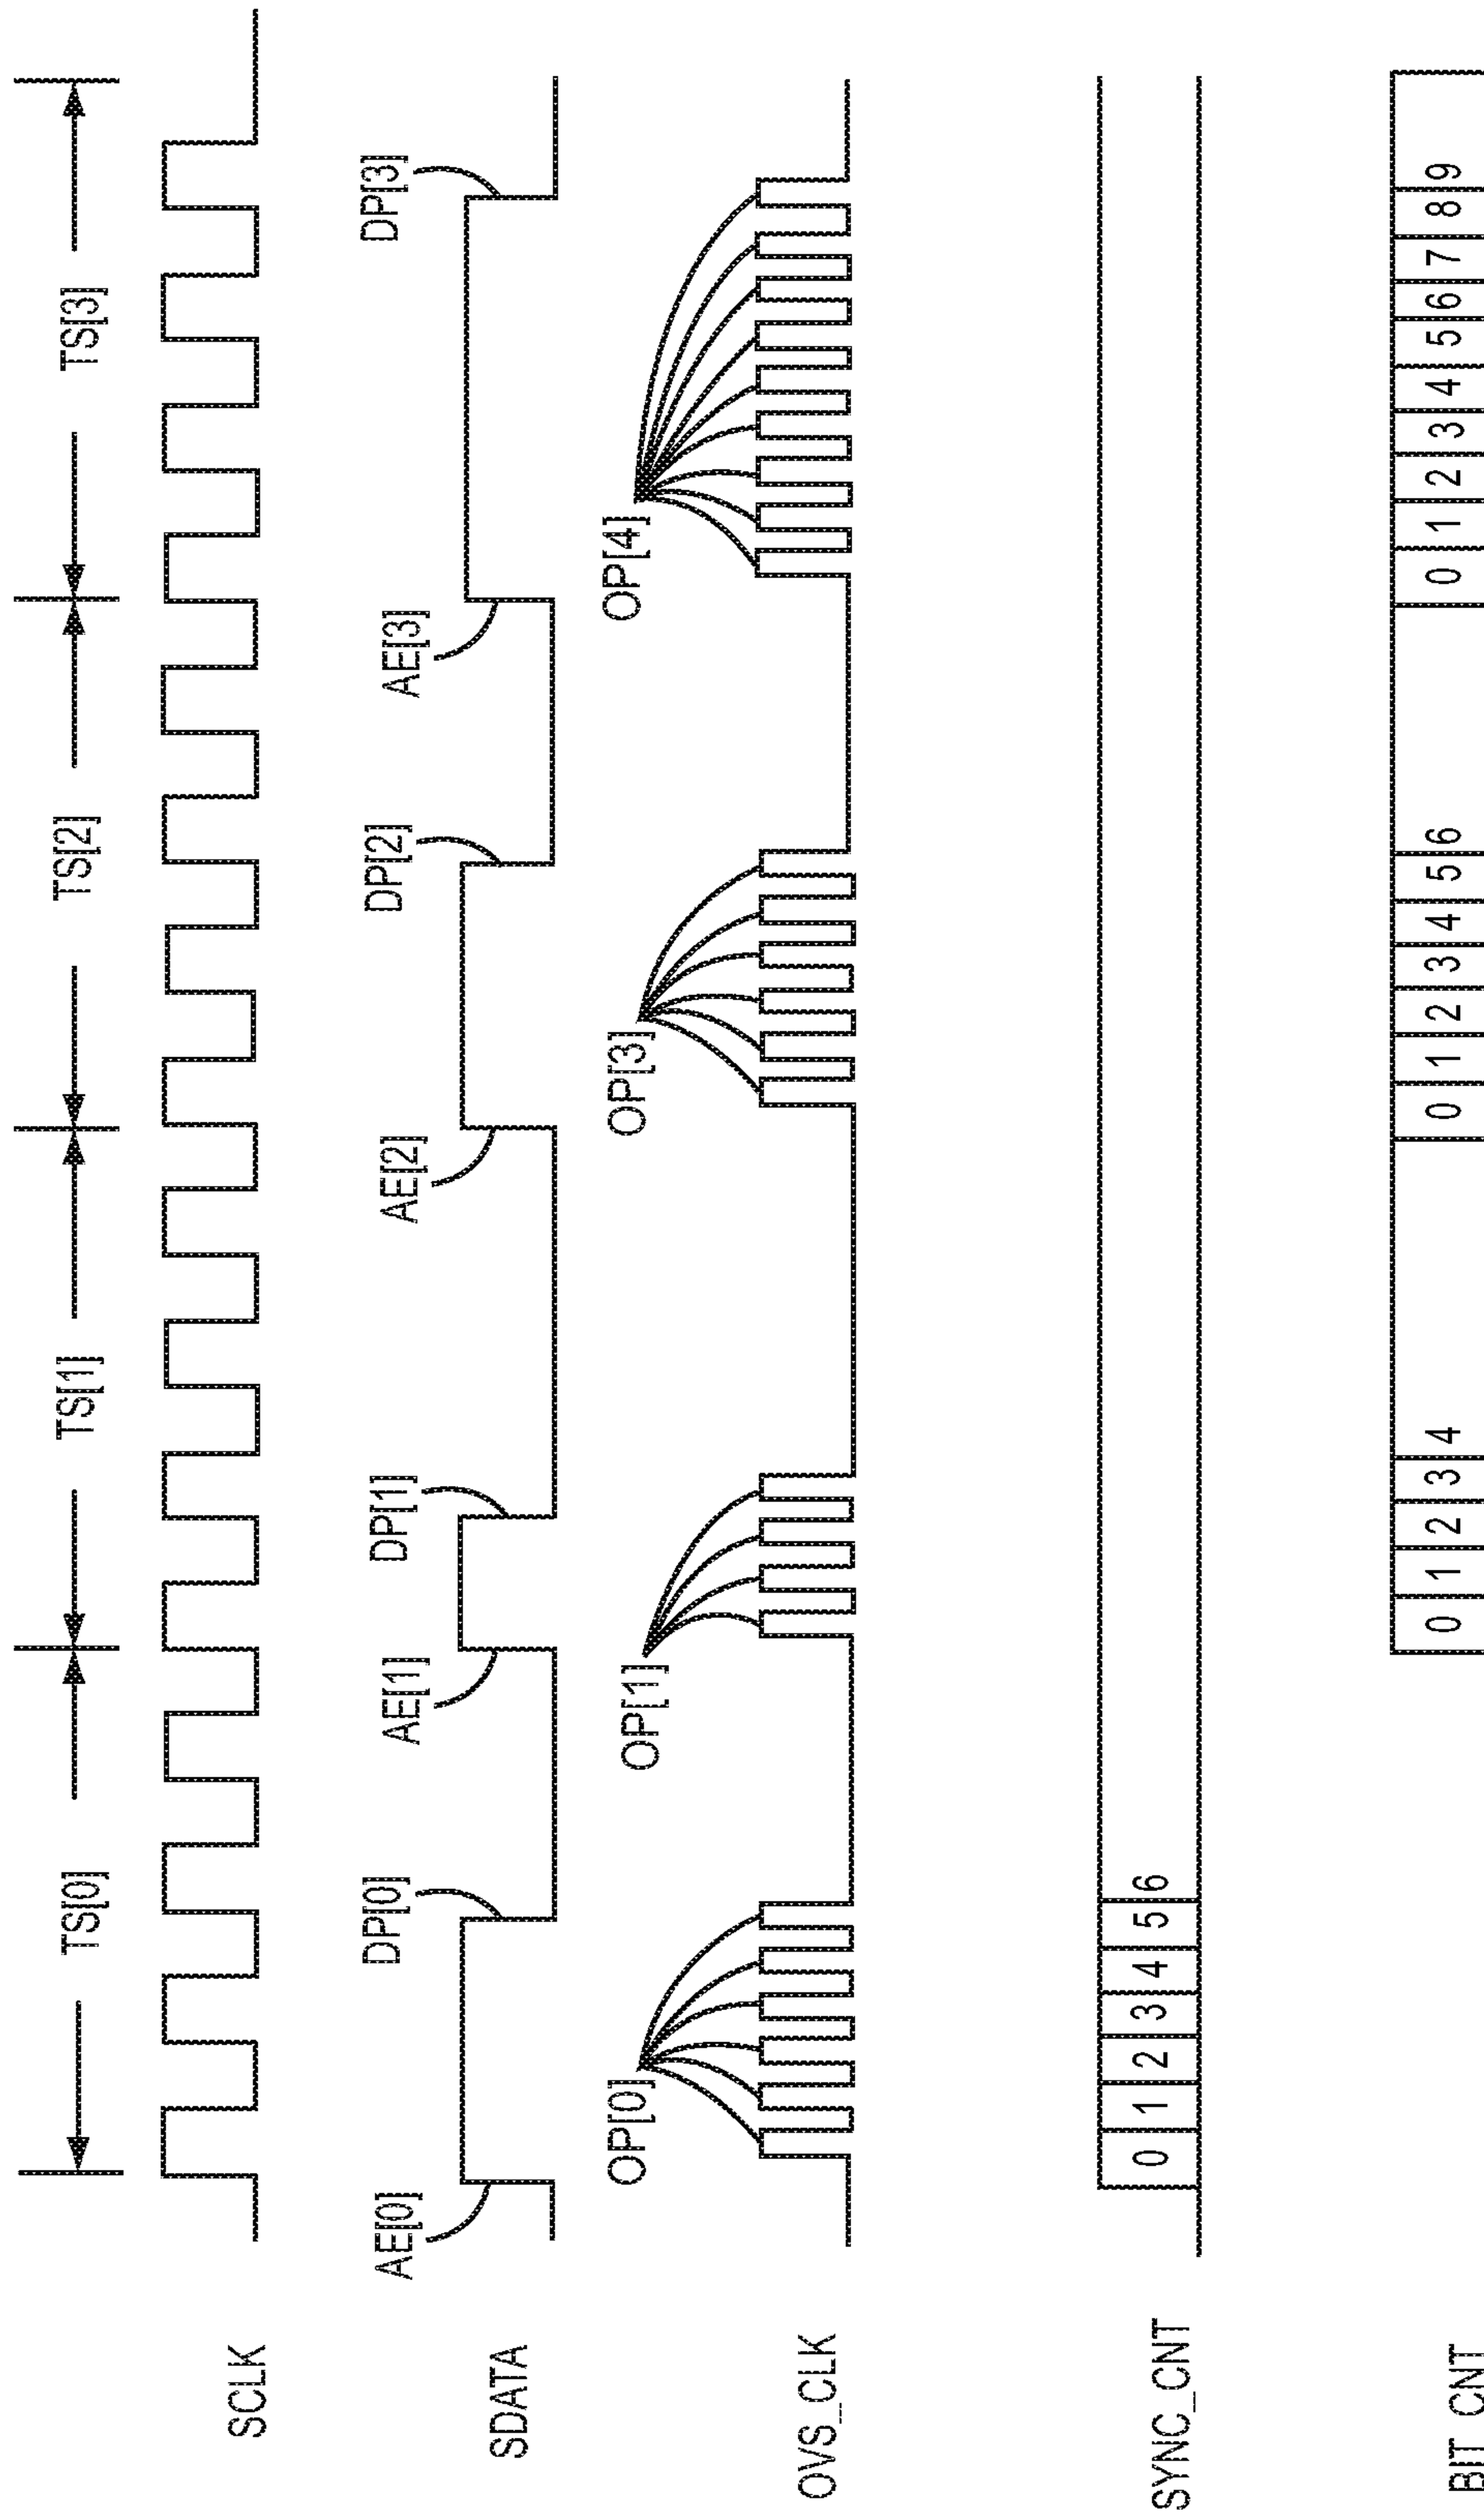 TS[0] TS[1] TS[2] TS[3]
SCLK
AE[0] DP[0] AE[1] DP[1] AE[2] DP[2] AE[3] DP[3]
SDATA
OP[0] OP[1] OP[3] OP[4]
OVS_CLK
SYNC_CNT 0 1 2 3 4 5 6
BIT_CNT 0 1 2 3 4 0 1 2 3 4 5 6 0 1 2 3 4 5 6 7 8 9